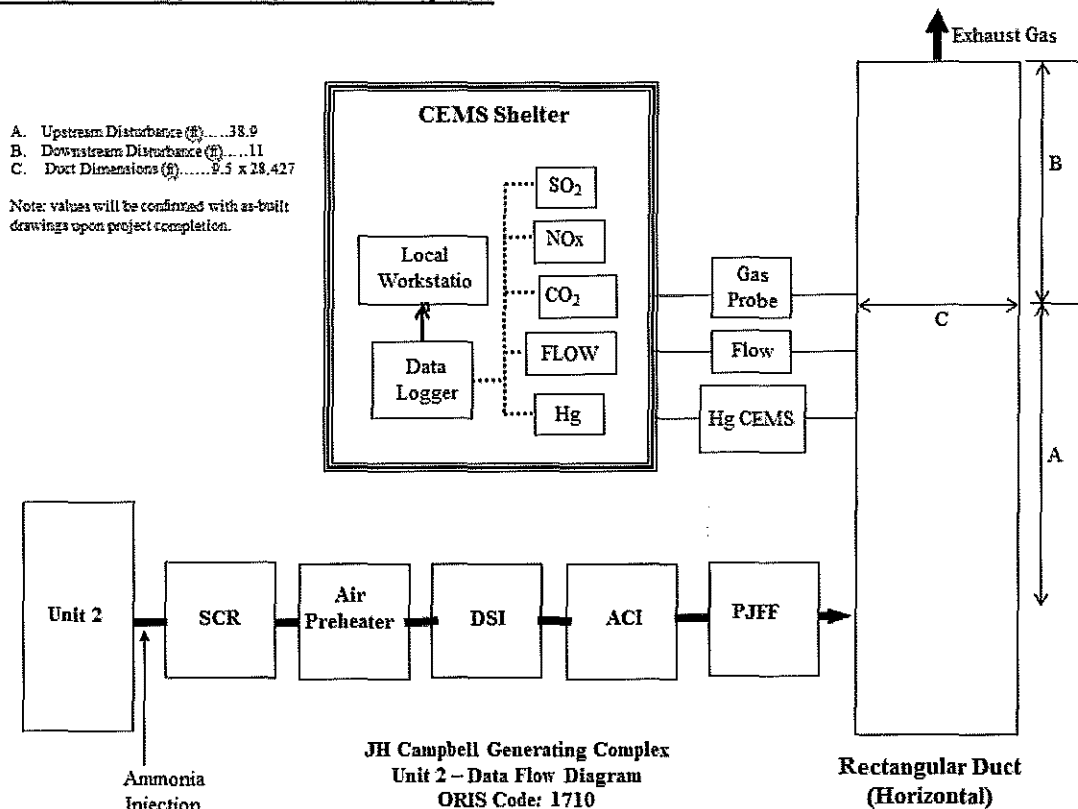 Exhaust Gas
A. Upstream Disturbance (ft).....38.9
B. Downstream Disturbance (ft).....11
C. Duct Dimensions (ft)......9.5 x 28,427
Note: values will be confirmed with as-built
drawings upon project completion.
CEMS Shelter
SO₂
NOx
CO₂
FLOW
Hg
Local
Workstatio
Data
Logger
Gas
Probe
Flow
Hg CEMS
B
C
A
Unit 2
SCR
Air
Preheater
DSI
ACI
PJFF
Ammonia
Injection
JH Campbell Generating Complex
Unit 2 – Data Flow Diagram
ORIS Code: 1710
Rectangular Duct
(Horizontal)